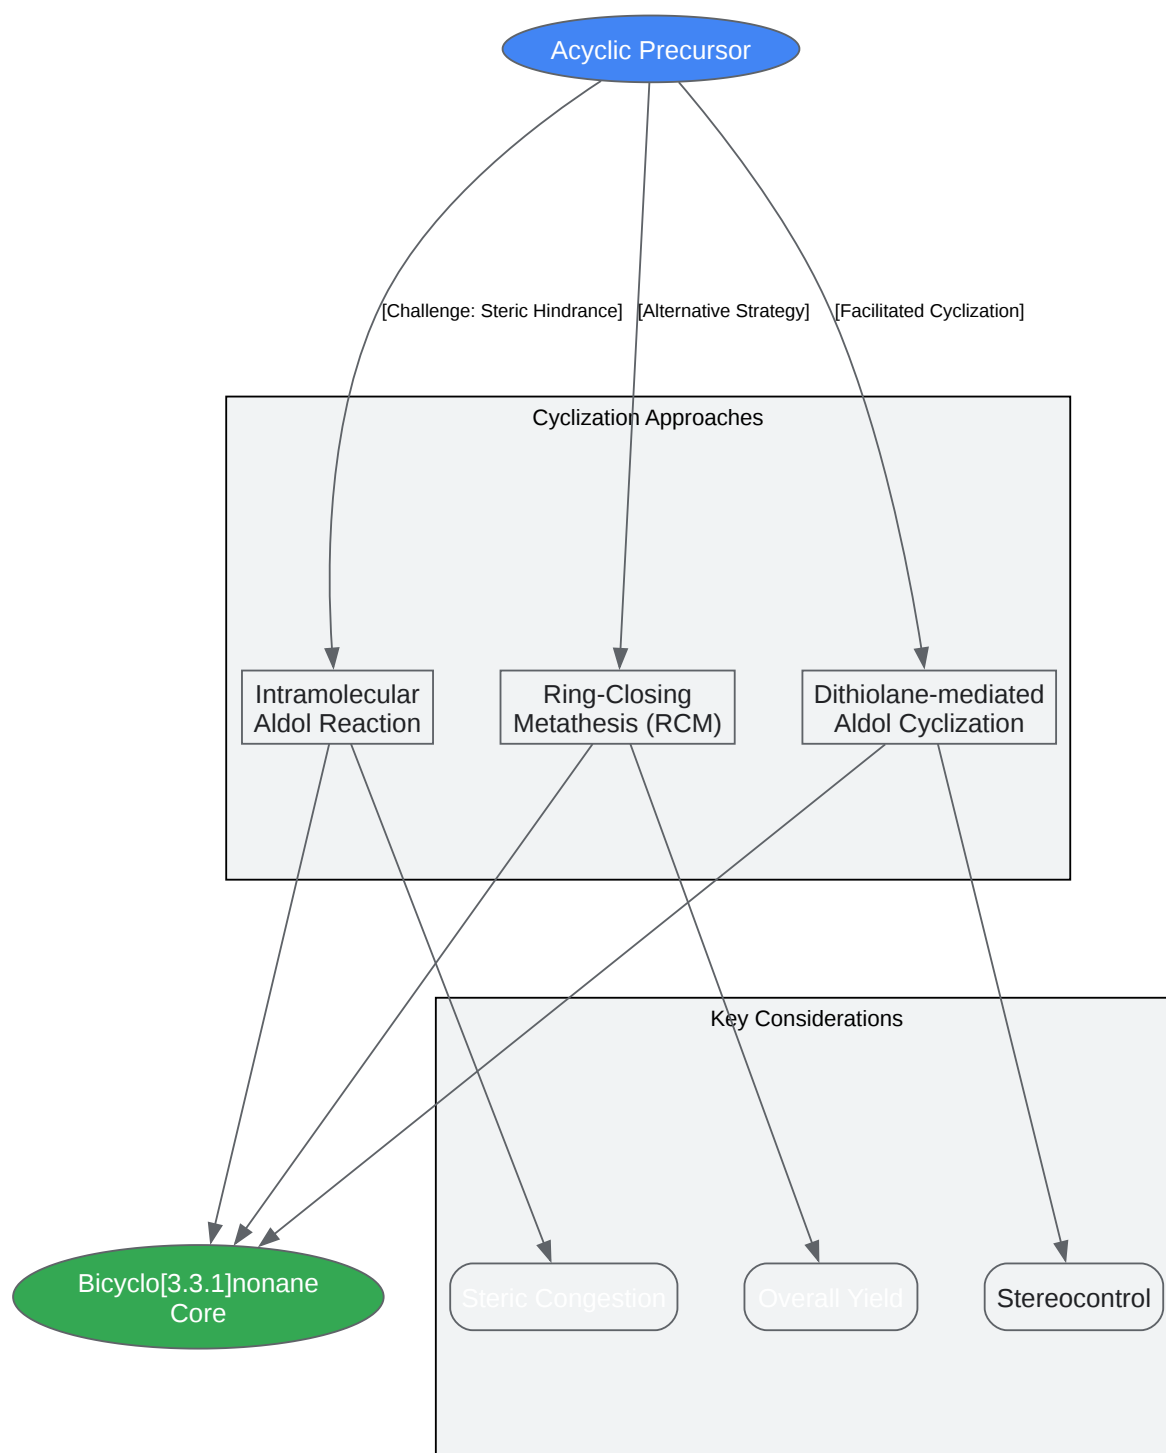 Acyclic Precursor
[Challenge: Steric Hindrance]
[Alternative Strategy]
[Facilitated Cyclization]
Cyclization Approaches
Intramolecular
Aldol Reaction
Ring-Closing
Metathesis (RCM)
Dithiolane-mediated
Aldol Cyclization
Key Considerations
Bicyclo[3.3.1]nonane
Core
Steric Congestion
Overall Yield
Stereocontrol